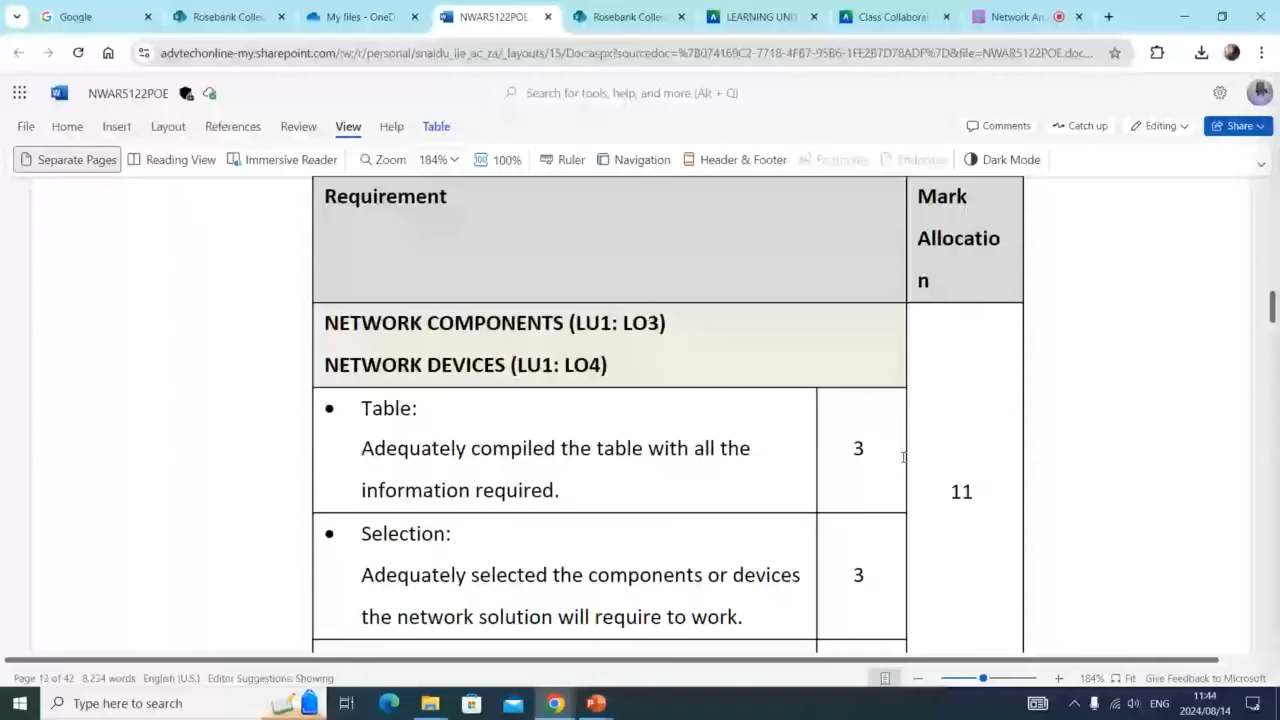 Google
Rosebank Colle
My files - OneD
NWAR5122POE
Rosebank Colle
LEARNING UNIT
Class Collabora
Network An
File Home Insert Layout References Review View Help Table
NWAR5122POE
Search for tools, help, and more (Alt + Q)
Comments Catch up Editing Share
Separate Pages Reading View Immersive Reader Zoom 184% 100% Ruler Navigation Header & Footer Footnotes Endnotes Dark Mode
Requirement
Mark
Allocatio
n
NETWORK COMPONENTS (LU1: LO3)
NETWORK DEVICES (LU1: LO4)
• Table:
Adequately compiled the table with all the
information required.
3
11
• Selection:
Adequately selected the components or devices
the network solution will require to work.
3
Page 13 of 42 8,234 words English (U.S.) Editor Suggestions: Showing
184% Fit Give Feedback to Microsoft
Type here to search
ENG
11:44
2024/08/14